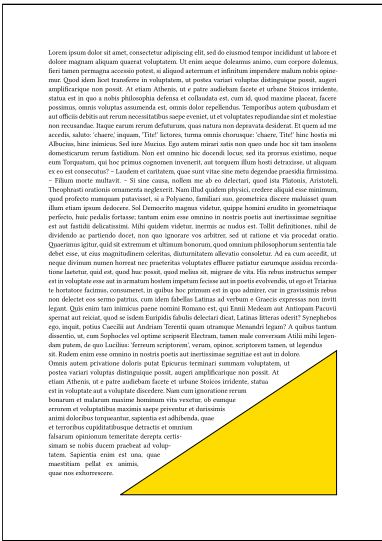 Lorem ipsum dolor sit amet, consectetur adipiscing elit, sed do eiusmod tempor incididunt ut labore et
dolore magnam aliquam quaerat voluptatem. Ut enim aeque doleamus animo, cum corpore dolemus,
fieri tamen permagna accessio potest, si aliquod aeternum et infinitum impendere malum nobis opine-
mur. Quod idem licet transferre in voluptatem, ut postea variari voluptas distinguique possit, augeri
amplificarique non possit. At etiam Athenis, ut e patre audiebam facete et urbane Stoicos irridente,
statua est in quo a nobis philosophia defensa et collaudata est, cum id, quod maxime placeat, facere
possimus, omnis voluptas assumenda est, omnis dolor repellendus. Temporibus autem quibusdam et
aut officiis debitis aut rerum necessitatibus saepe eveniet, ut et voluptates repudiandae sint et molestiae
non recusandae. Itaque earum rerum defuturum, quas natura non depravata desiderat. Et quem ad me
accedis, saluto: 'chaere,' inquam, 'Tite!' lictores, turma omnis chorusque: 'chaere, Tite!' hinc hostis mi
Albucius, hinc inimicus. Sed iure Mucius. Ego autem mirari satis non queo unde hoc sit tam insolens
domesticarum rerum fastidium. Non est omnino hic docendi locus; sed ita prorsus existimo, neque
eum Torquatum, qui hoc primus cognomen invenerit, aut torquem illum hosti detraxisse, ut aliquam
ex eo est consecutus? – Laudem et caritatem, quae sunt vitae sine metu degendae praesidia firmissima.
– Filium morte multavit. – Si sine causa, nollem me ab eo delectari, quod ista Platonis, Aristoteli,
Theophrasti orationis ornamenta neglexerit. Nam illud quidem physici, credere aliquid esse minimum,
quod profecto numquam putavisset, si a Polyaeno, familiari suo, geometrica discere maluisset quam
illum etiam ipsum dedocere. Sol Democrito magnus videtur, quippe homini erudito in geometriaque
perfecto, huic pedalis fortasse; tantum enim esse omnino in nostris poetis aut inertissimae segnitiae
est aut fastidii delicatissimi. Mihi quidem videtur, inermis ac nudus est. Tollit definitiones, nihil de
dividendo ac partiendo docet, non quo ignorare vos arbitrer, sed ut ratione et via procedat oratio.
Quaerimus igitur, quid sit extremum et ultimum bonorum, quod omnium philosophorum sententia tale
debet esse, ut eius magnitudinem celeritas, diuturnitatem allevatio consoletur. Ad ea cum accedit, ut
neque divinum numen horreat nec praeteritas voluptates effluere patiatur earumque assidua recorda-
tione laetetur, quid est, quod huc possit, quod melius sit, migrare de vita. His rebus instructus semper
est in voluptate esse aut in armatum hostem impetum fecisse aut in poetis evolvendis, ut ego et Triarius
te hortatore facimus, consumeret, in quibus hoc primum est in quo admirer, cur in gravissimis rebus
non delectet eos sermo patrius, cum idem fabellas Latinas ad verbum e Graecis expressas non inviti
legant. Quis enim tam inimicus paene nomini Romano est, qui Ennii Medeam aut Antiopam Pacuvii
spernat aut reiciat, quod se isdem Euripidis fabulis delectari dicat, Latinas litteras oderit? Synephebos
ego, inquit, potius Caecilii aut Andriam Terentii quam utramque Menandri legam? A quibus tantum
dissentio, ut, cum Sophocles vel optime scripserit Electram, tamen male conversam Atilii mihi legen-
dam putem, de quo Lucilius: 'ferreum scriptorem', verum, opinor, scriptorem tamen, ut legendus
sit. Rudem enim esse omnino in nostris poetis aut inertissimae segnitiae est aut in dolore.
Omnis autem privatione doloris putat Epicurus terminari summam voluptatem, ut
postea variari voluptas distinguique possit, augeri amplificarique non possit. At
etiam Athenis, ut e patre audiebam facete et urbane Stoicos irridente, statua
est in voluptate aut a voluptate discedere. Nam cum ignoratione rerum
bonarum et malarum maxime hominum vita vexetur, ob eumque
errorem et voluptatibus maximis saepe priventur et durissimis
animi doloribus torqueantur, sapientia est adhibenda, quae
et terroribus cupiditatibusque detractis et omnium
falsarum opinionum temeritate derepta certis-
simam se nobis ducem praebeat ad volup-
tatem. Sapientia enim est una, quae
maestitiam pellat ex animis,
quae nos exhorrescere.